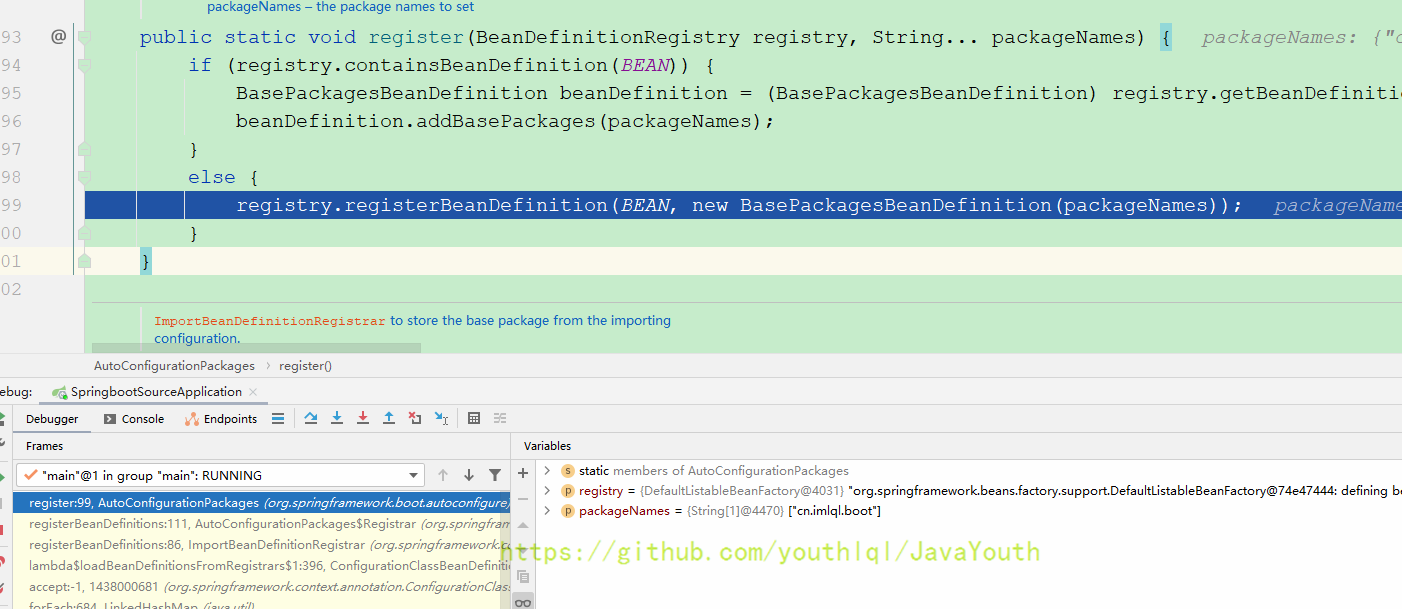 packageNames – the package names to set
93 @ public static void register(BeanDefinitionRegistry registry, String... packageNames) { packageNames: {"c
94 if (registry.containsBeanDefinition(BEAN)) {
95 BasePackagesBeanDefinition beanDefinition = (BasePackagesBeanDefinition) registry.getBeanDefiniti
96 beanDefinition.addBasePackages(packageNames);
97 }
98 else {
99 registry.registerBeanDefinition(BEAN, new BasePackagesBeanDefinition(packageNames)); packageName
00 }
01 }
02
ImportBeanDefinitionRegistrar to store the base package from the importing
configuration.
AutoConfigurationPackages › register()
ebug: SpringbootSourceApplication ×
Debugger Console Endpoints
Frames
"main"@1 in group "main": RUNNING
register:99, AutoConfigurationPackages (org.springframework.boot.autoconfigure)
registerBeanDefinitions:111, AutoConfigurationPackages$Registrar (org.springfram
registerBeanDefinitions:86, ImportBeanDefinitionRegistrar (org.springframework.co
lambda$loadBeanDefinitionsFromRegistrars$1:396, ConfigurationClassBeanDefiniti
accept:-1, 1438000681 (org.springframework.context.annotation.ConfigurationClass
forEach:684, LinkedHashMap (java.util)
Variables
static members of AutoConfigurationPackages
registry = {DefaultListableBeanFactory@4031} "org.springframework.beans.factory.support.DefaultListableBeanFactory@74e47444: defining be
packageNames = {String[1]@4470} ["cn.imlql.boot"]
https://github.com/youthlql/JavaYouth